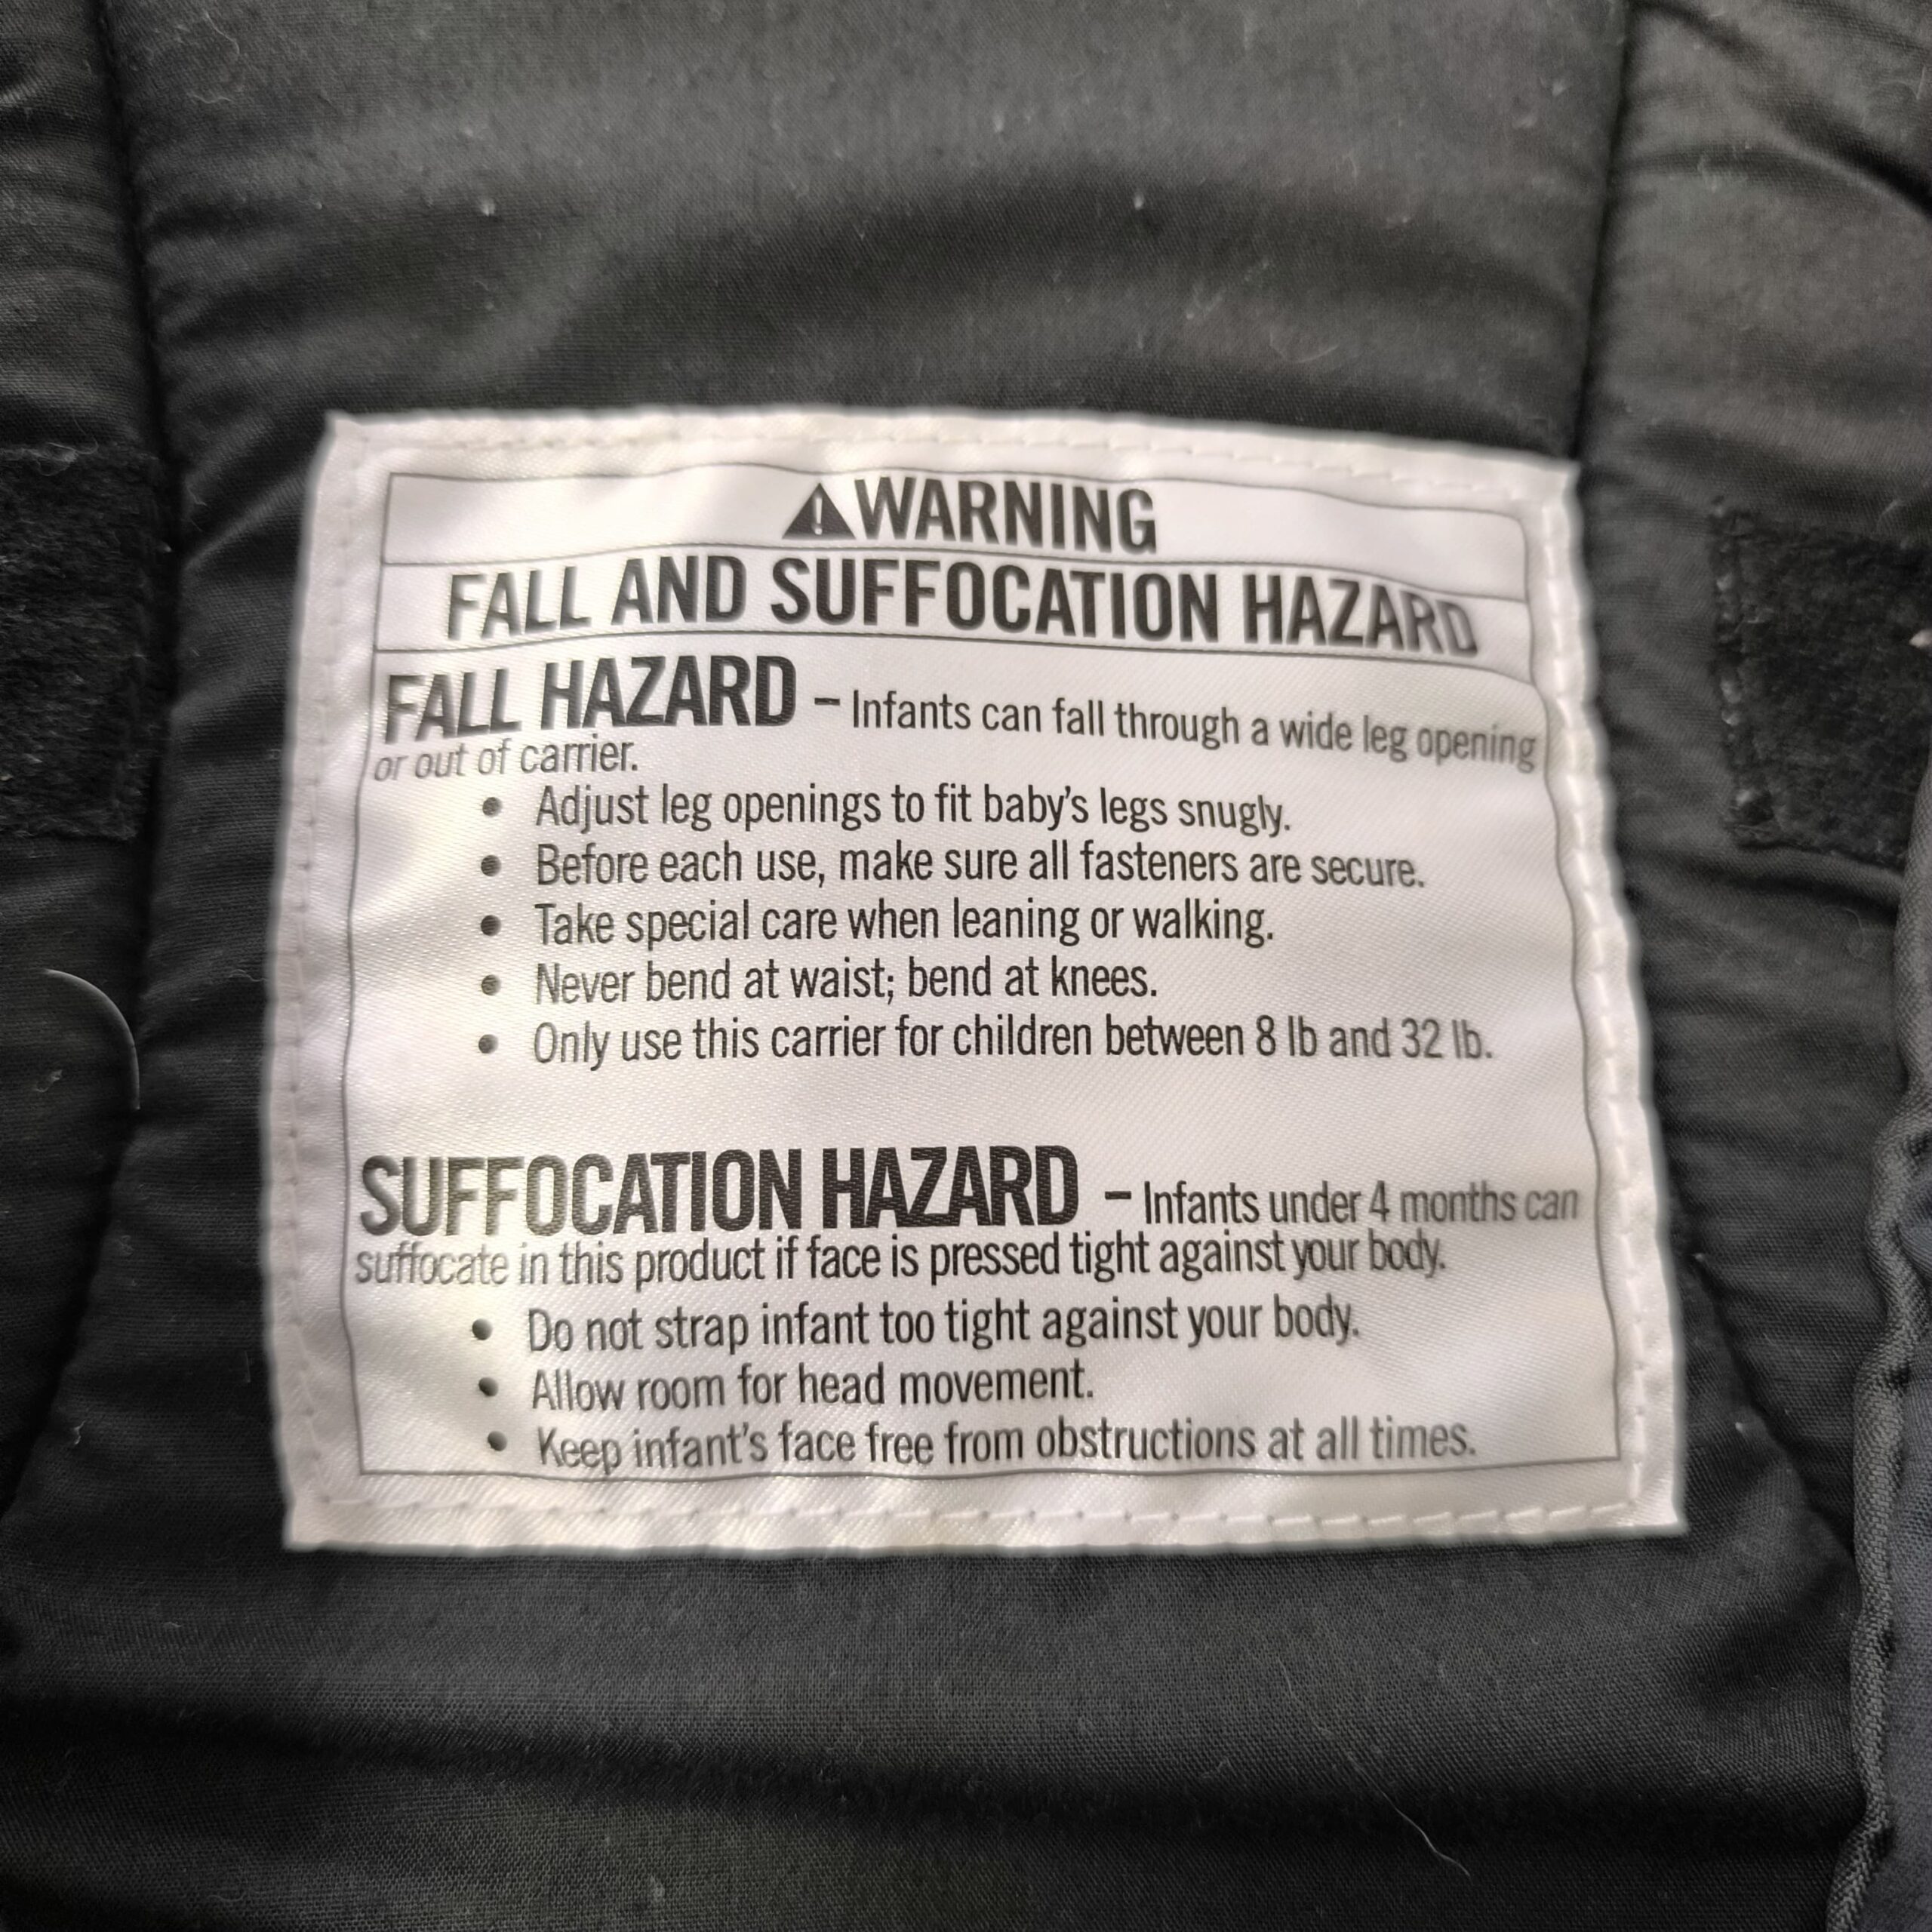 ⚠WARNING
FALL AND SUFFOCATION HAZARD
FALL HAZARD – Infants can fall through a wide leg opening
or out of carrier.
• Adjust leg openings to fit baby's legs snugly.
• Before each use, make sure all fasteners are secure.
• Take special care when leaning or walking.
• Never bend at waist; bend at knees.
• Only use this carrier for children between 8 lb and 32 lb.
SUFFOCATION HAZARD – Infants under 4 months can
suffocate in this product if face is pressed tight against your body.
• Do not strap infant too tight against your body.
• Allow room for head movement.
• Keep infant's face free from obstructions at all times.